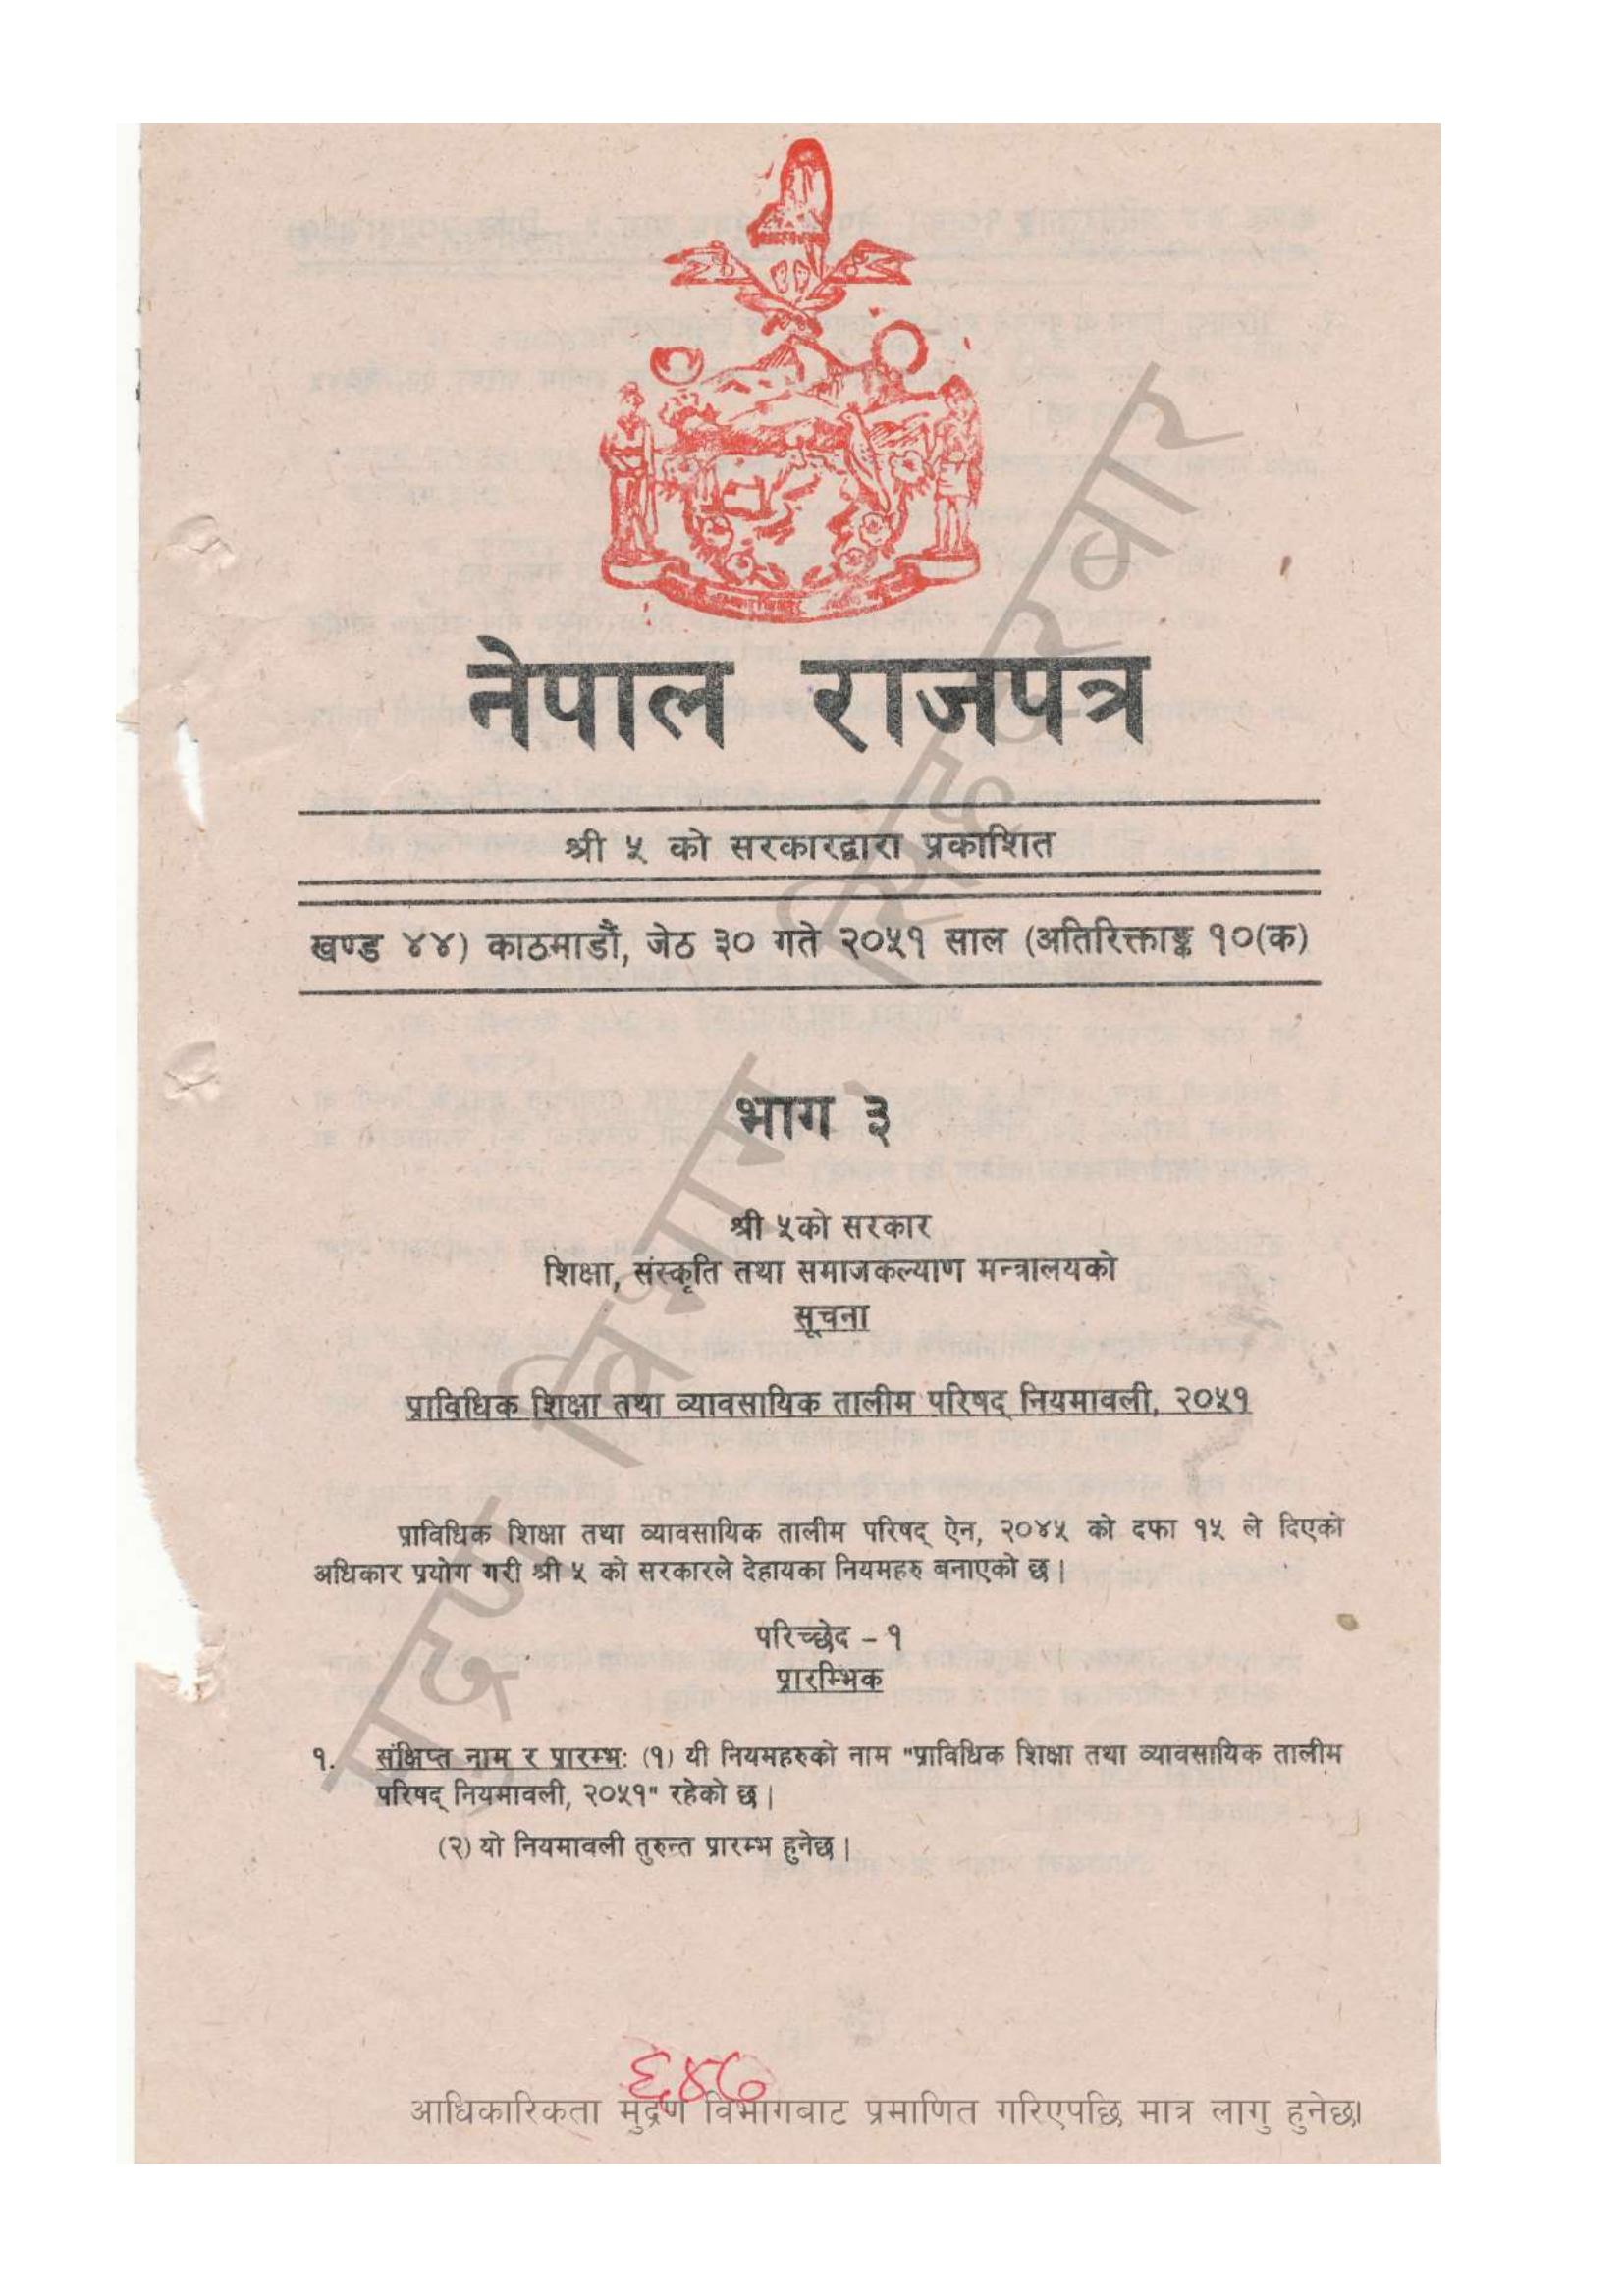 नेपाल राजपत्र
श्री ५ को सरकारद्वारा प्रकाशित
खण्ड ४४) काठमाडौं, जेठ ३० गते २०५१ साल (अतिरिक्ताङ्क १०(क)
भाग ३
श्री ५को सरकार
शिक्षा, संस्कृति तथा समाजकल्याण मन्त्रालयको
सूचना
प्राविधिक शिक्षा तथा व्यावसायिक तालीम परिषद् नियमावली, २०५१
प्राविधिक शिक्षा तथा व्यावसायिक तालीम परिषद् ऐन, २०४५ को दफा १५ ले दिएको
अधिकार प्रयोग गरी श्री ५ को सरकारले देहायका नियमहरु बनाएको छ।
परिच्छेद – १
प्रारम्भिक
१. संक्षिप्त नाम र प्रारम्भ: (१) यी नियमहरुको नाम "प्राविधिक शिक्षा तथा व्यावसायिक तालीम
परिषद् नियमावली, २०५१" रहेको छ।
(२) यो नियमावली तुरुन्त प्रारम्भ हुनेछ।
६४७
आधिकारिकता मुद्रण विभागबाट प्रमाणित गरिएपछि मात्र लागु हुनेछ।
मुद्रण विभाग सिंहदरवार